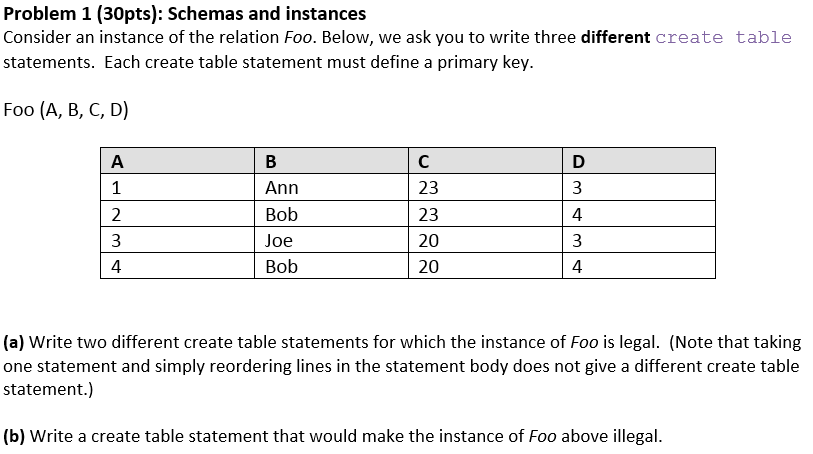 Problem 1 (30pts): Schemas and instances
Consider an instance of the relation Foo. Below, we ask you to write three different create table
statements. Each create table statement must define a primary key.
Foo (A, B, C, D)
A B C D
1 Ann 23 3
2 Bob 23 4
3 Joe 20 3
4 Bob 20 4
(a) Write two different create table statements for which the instance of Foo is legal. (Note that taking
one statement and simply reordering lines in the statement body does not give a different create table
statement.)
(b) Write a create table statement that would make the instance of Foo above illegal.